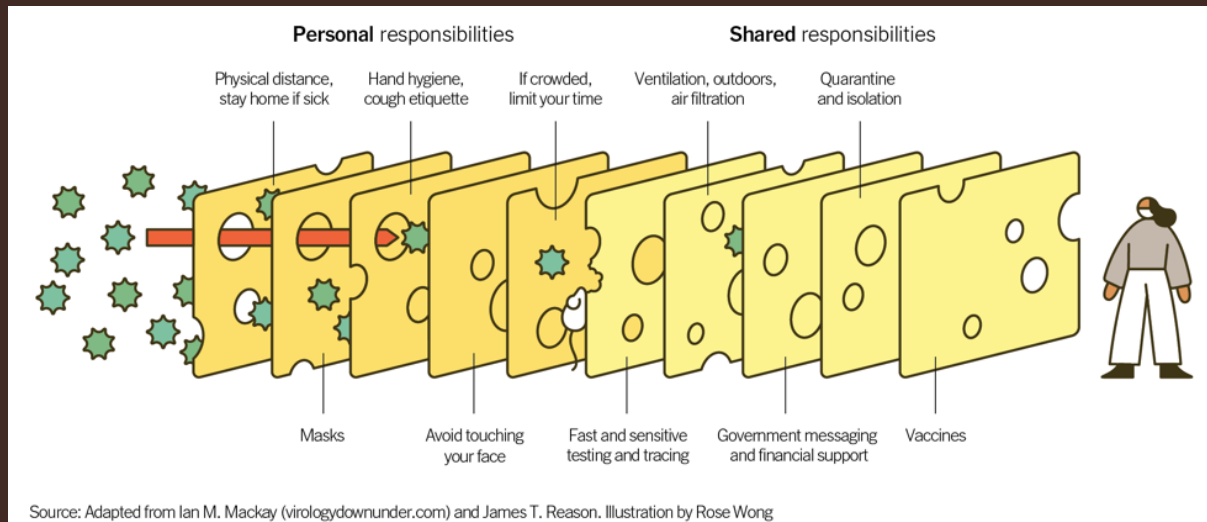 Personal responsibilities
Shared responsibilities
Physical distance,
stay home if sick
Hand hygiene,
cough etiquette
If crowded,
limit your time
Ventilation, outdoors,
air filtration
Quarantine
and isolation
Masks
Avoid touching
your face
Fast and sensitive
testing and tracing
Government messaging
and financial support
Vaccines
Source: Adapted from Ian M. Mackay (virologydownunder.com) and James T. Reason. Illustration by Rose Wong